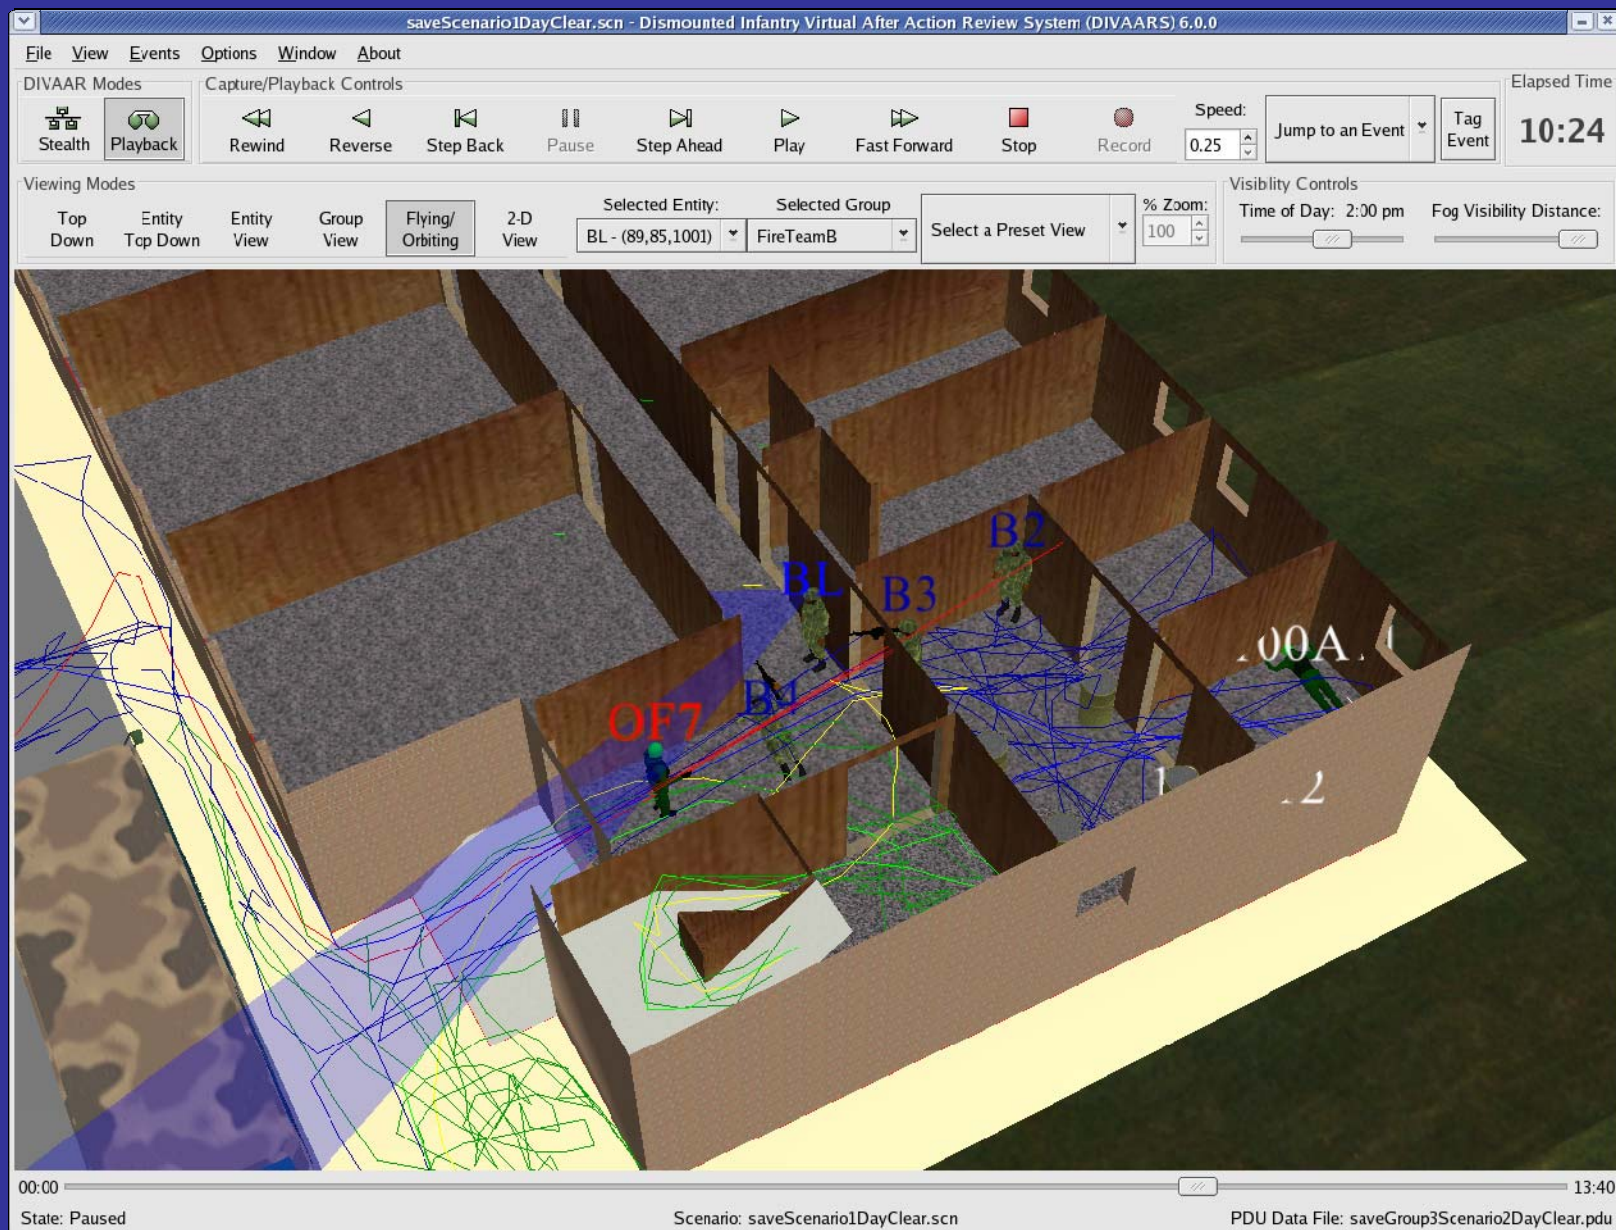 saveScenario1DayClear.scn - Dismounted Infantry Virtual After Action Review System (DIVAARS) 6.0.0
File View Events Options Window About
DIVAAR Modes
Capture/Playback Controls
Elapsed Time
Stealth Playback Rewind Reverse Step Back Pause Step Ahead Play Fast Forward Stop Record
Speed:
0.25
Jump to an Event
Tag
Event
10:24
Viewing Modes
Top
Down
Entity
Top Down
Entity
View
Group
View
Flying/
Orbiting
2-D
View
Selected Entity:
BL - (89,85,1001)
Selected Group
FireTeamB
Select a Preset View
% Zoom:
100
Visiblity Controls
Time of Day: 2:00 pm
Fog Visibility Distance:
B2
BL
B3
B4
OF7
00:00
13:40
State: Paused
Scenario: saveScenario1DayClear.scn
PDU Data File: saveGroup3Scenario2DayClear.pdu